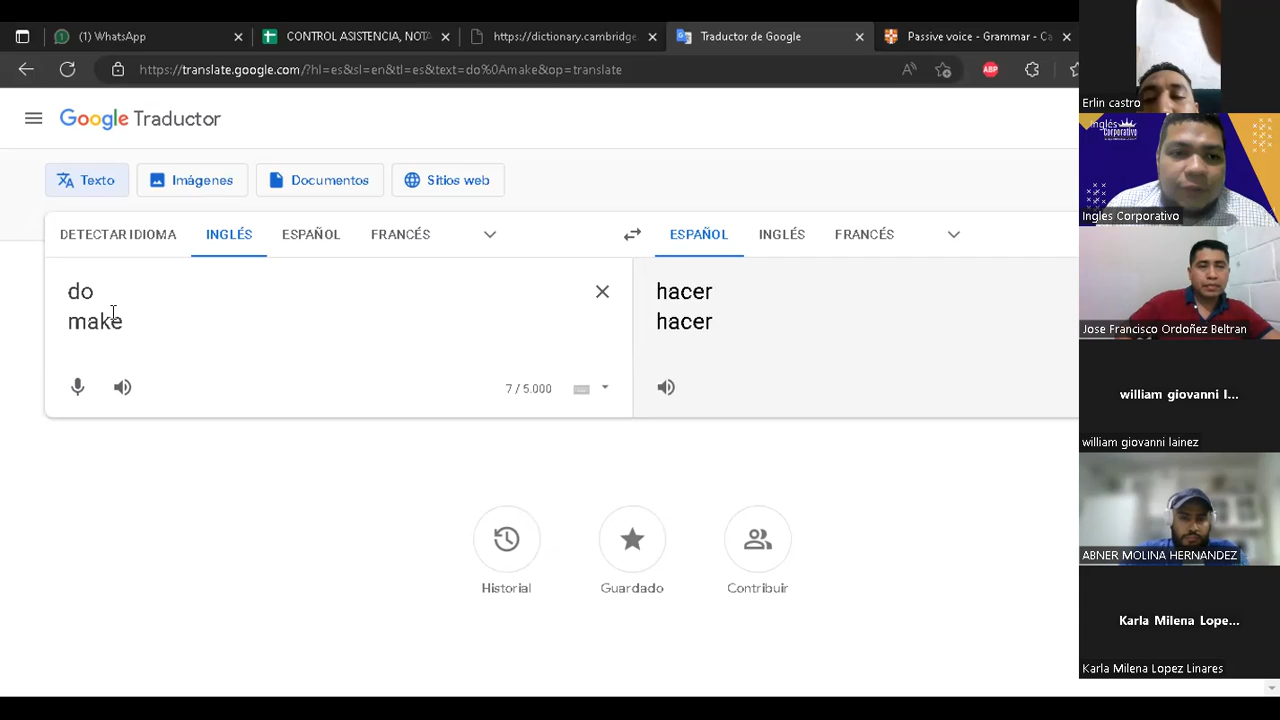 (1) WhatsApp
CONTROL ASISTENCIA, NOT
https://dictionary.cambridge
Traductor de Google
Passive voice - Grammar - Ca
https://translate.google.com/?hl=es&sl=en&tl=es&text=do%0Amake&op=translate
ABP
Google Traductor
Texto
Imágenes
Documentos
Sitios web
DETECTAR IDIOMA
INGLÉS
ESPAÑOL
FRANCÉS
ESPAÑOL
INGLÉS
FRANCÉS
do
make
7 / 5.000
hacer
hacer
Historial
Guardado
Contribuir
Erlin castro
Inglés
Corporativo
Ingles Corporativo
Jose Francisco Ordoñez Beltran
william giovanni l...
william giovanni lainez
ABNER MOLINA HERNANDEZ
Karla Milena Lope...
Karla Milena Lopez Linares